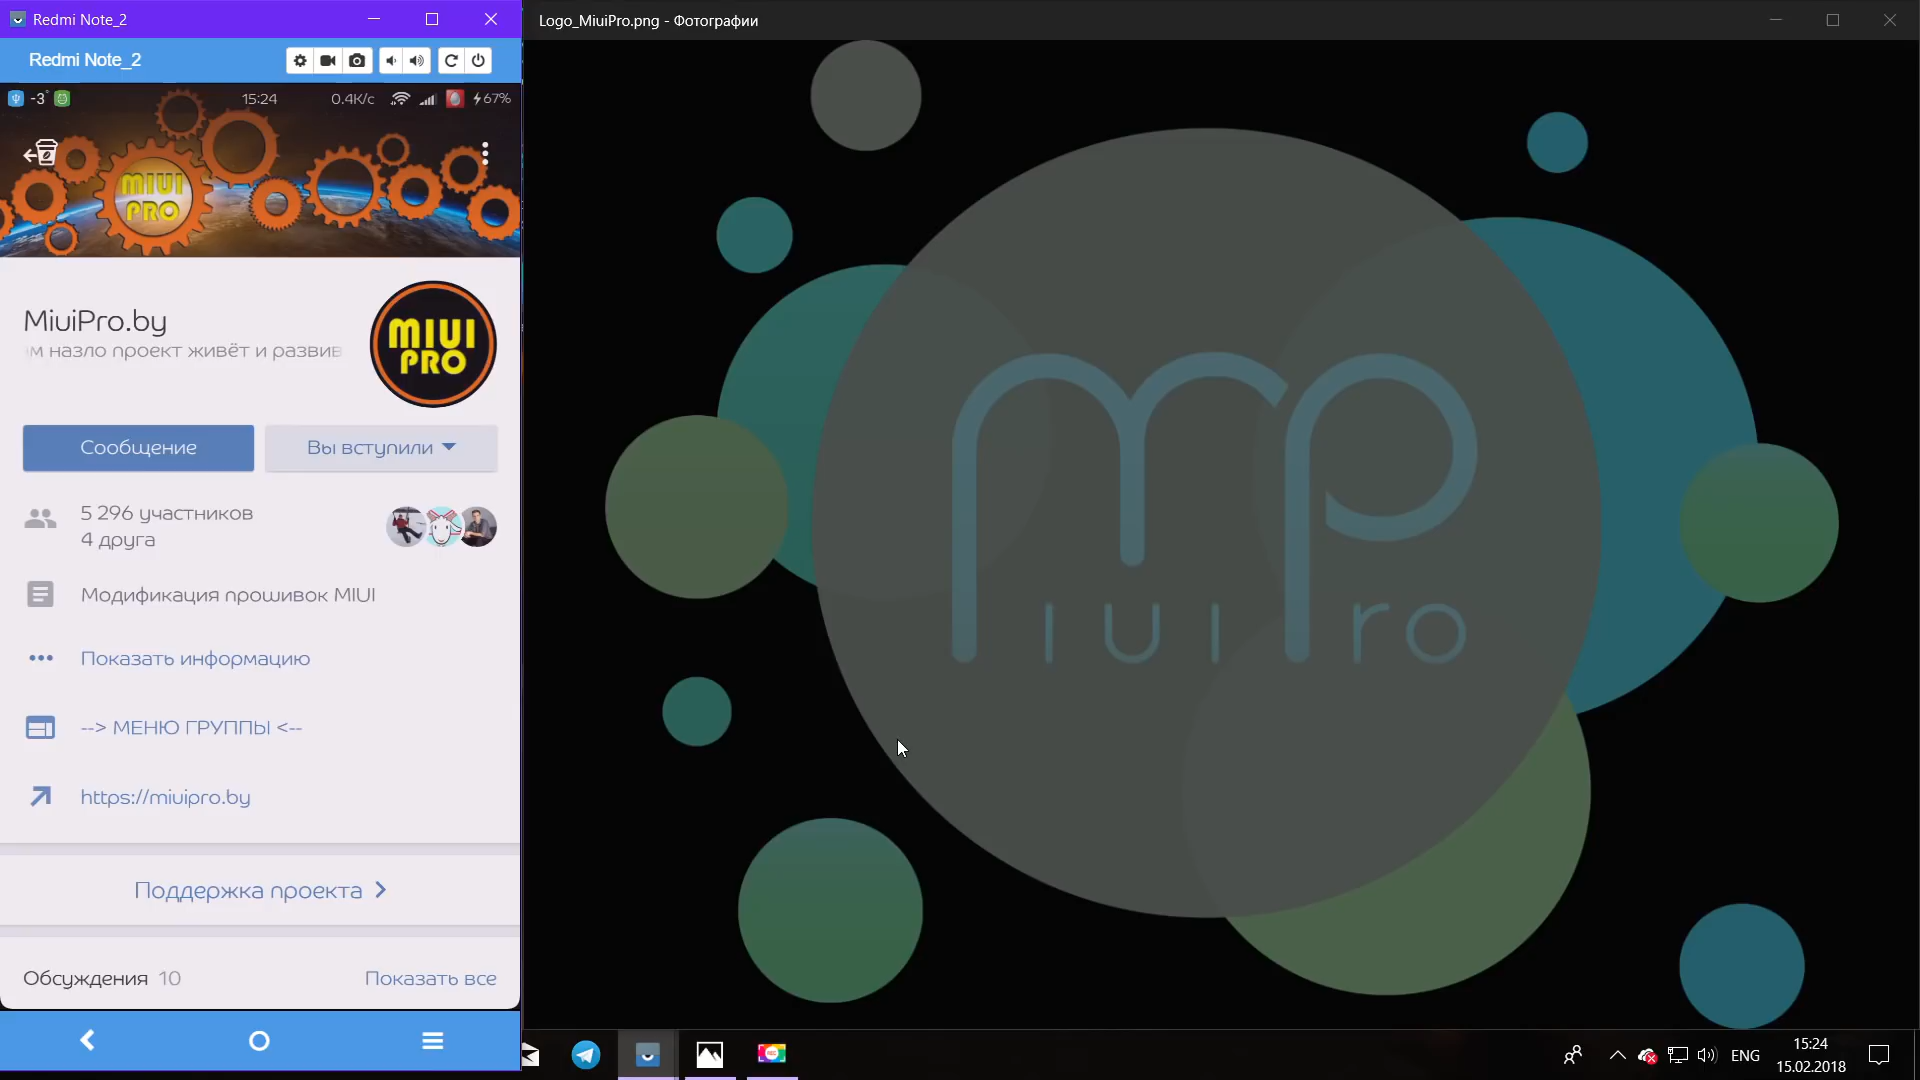 Redmi Note_2
Logo_MiuiPro.png - Фотографии
Redmi Note_2
-3° 15:24 0.4K/c 67%
MIUI
PRO
MiuiPro.by
назло проект живёт и
MIUI
PRO
Сообщение
Вы вступили
5 296 участников
4 друга
Модификация прошивок MIUI
Показать информацию
--> МЕНЮ ГРУППЫ <--
https://miuipro.by
Поддержка проекта
Обсуждения 10
Показать все
mp
iui ro
ENG
15:24
15.02.2018